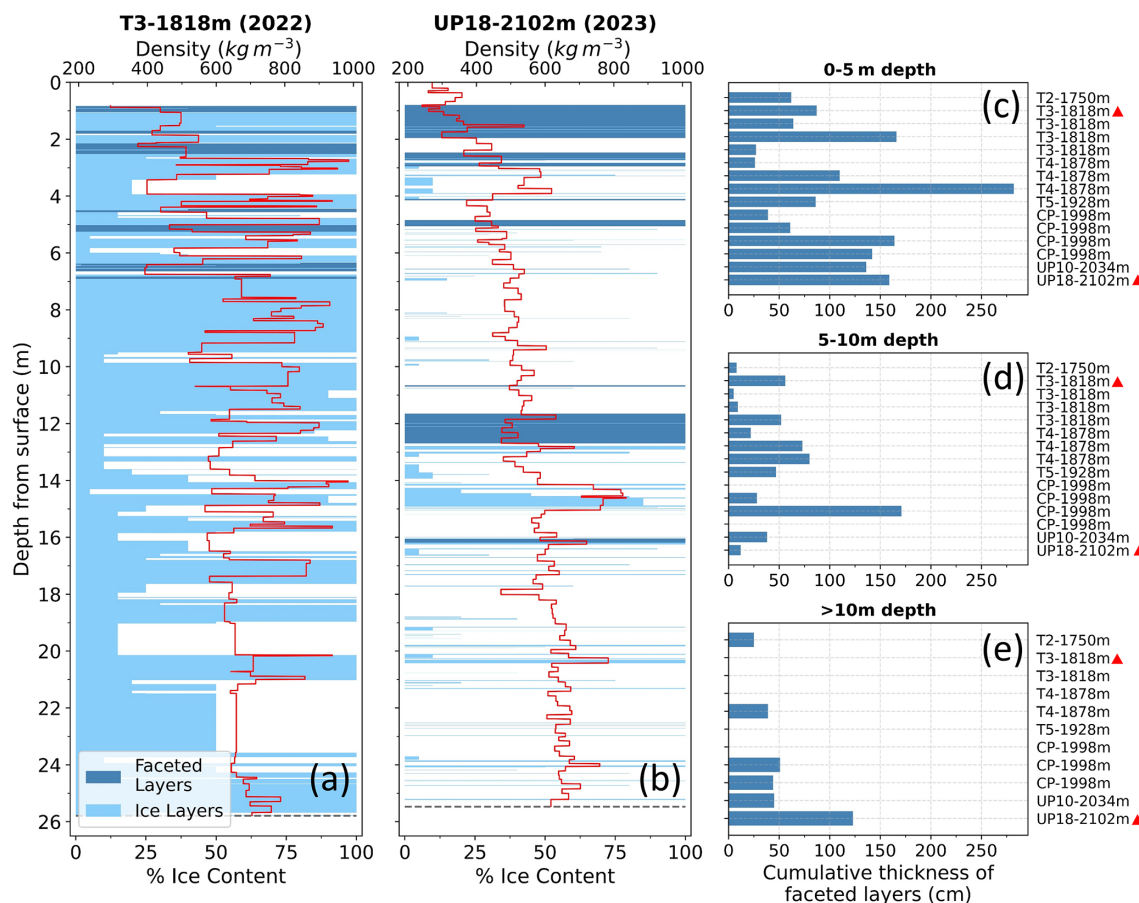 T3-1818m (2022)
Density (kg m⁻³)
200 400 600 800 1000
0
2
4
6
8
10
12
14
16
18
20
22
24
26
Depth from surface (m)
Faceted
Layers
Ice Layers
(a)
0 25 50 75 100
% Ice Content
UP18-2102m (2023)
Density (kg m⁻³)
200 400 600 800 1000
(b)
0 25 50 75 100
% Ice Content
0-5 m depth
(c)
T2-1750m
T3-1818m
T3-1818m
T3-1818m
T3-1818m
T4-1878m
T4-1878m
T4-1878m
T5-1928m
CP-1998m
CP-1998m
CP-1998m
CP-1998m
UP10-2034m
UP18-2102m
0 50 100 150 200 250
5-10m depth
(d)
T2-1750m
T3-1818m
T3-1818m
T3-1818m
T3-1818m
T4-1878m
T4-1878m
T4-1878m
T5-1928m
CP-1998m
CP-1998m
CP-1998m
CP-1998m
UP10-2034m
UP18-2102m
0 50 100 150 200 250
>10m depth
(e)
T2-1750m
T3-1818m
T3-1818m
T4-1878m
T4-1878m
T5-1928m
CP-1998m
CP-1998m
CP-1998m
UP10-2034m
UP18-2102m
0 50 100 150 200 250
Cumulative thickness of
faceted layers (cm)